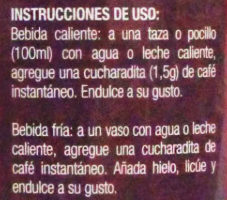 INSTRUCCIONES DE USO:
Bebida caliente: a una taza o pocillo
(100ml) con agua o leche caliente,
agregue una cucharadita (1,5g) de café
instantáneo. Endulce a su gusto.
Bebida fría: a un vaso con agua o leche
caliente, agregue una cucharadita de
café instantáneo. Añada hielo, licúe y
endulce a su gusto.